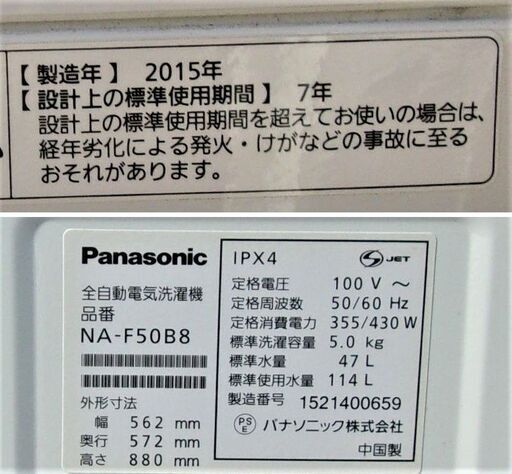 【 製造年 】 2015年
【 設計上の標準使用期間 】 7年
設計上の標準使用期間を超えてお使いの場合は、
経年劣化による発火・けがなどの事故に至る
おそれがあります。
Panasonic
全自動電気洗濯機
品番
NA-F50B8
外形寸法
幅 562 mm
奥行 572 mm
高さ 880 mm
IPX4
S JET
定格電圧 100 V ～
定格周波数 50/60 Hz
定格消費電力 355/430 W
標準洗濯容量 5.0 kg
標準水量 47 L
標準使用水量 114 L
製造番号 1521400659
PSE パナソニック株式会社
中国製